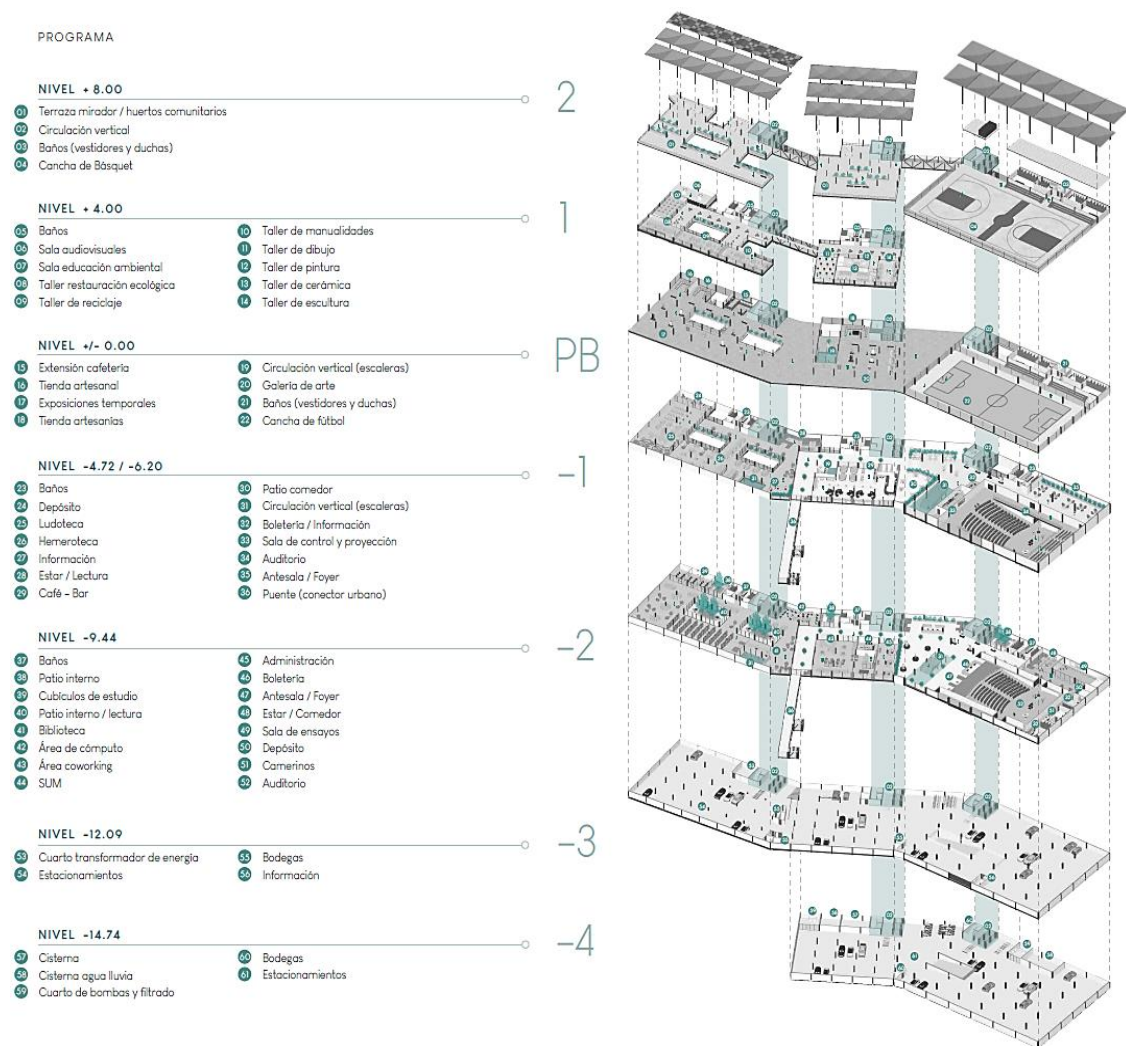 PROGRAMA
NIVEL + 8.00
2
01 Terraza mirador / huertos comunitarios
02 Circulación vertical
03 Baños (vestidores y duchas)
04 Cancha de Básquet
NIVEL + 4.00
1
05 Baños
06 Sala audiovisuales
07 Sala educación ambiental
08 Taller restauración ecológica
09 Taller de reciclaje
10 Taller de manualidades
11 Taller de dibujo
12 Taller de pintura
13 Taller de cerámica
14 Taller de escultura
NIVEL +/- 0.00
PB
15 Extensión cafetería
16 Tienda artesanal
17 Exposiciones temporales
18 Tienda artesanías
19 Circulación vertical (escaleras)
20 Galería de arte
21 Baños (vestidores y duchas)
22 Cancha de fútbol
NIVEL -4.72 / -6.20
-1
23 Baños
24 Depósito
25 Ludoteca
26 Hemeroteca
27 Información
28 Estar / Lectura
29 Café - Bar
30 Patio comedor
31 Circulación vertical (escaleras)
32 Boletería / Información
33 Sala de control y proyección
34 Auditorio
35 Antesala / Foyer
36 Puente (conector urbano)
NIVEL -9.44
-2
37 Baños
38 Patio interno
39 Cubículos de estudio
40 Patio interno / lectura
41 Biblioteca
42 Área de cómputo
43 Área coworking
44 SUM
45 Administración
46 Boletería
47 Antesala / Foyer
48 Estar / Comedor
49 Sala de ensayos
50 Depósito
51 Camerinos
52 Auditorio
NIVEL -12.09
-3
53 Cuarto transformador de energía
54 Estacionamientos
55 Bodegas
56 Información
NIVEL -14.74
-4
57 Cisterna
58 Cisterna agua lluvia
59 Cuarto de bombas y filtrado
60 Bodegas
61 Estacionamientos